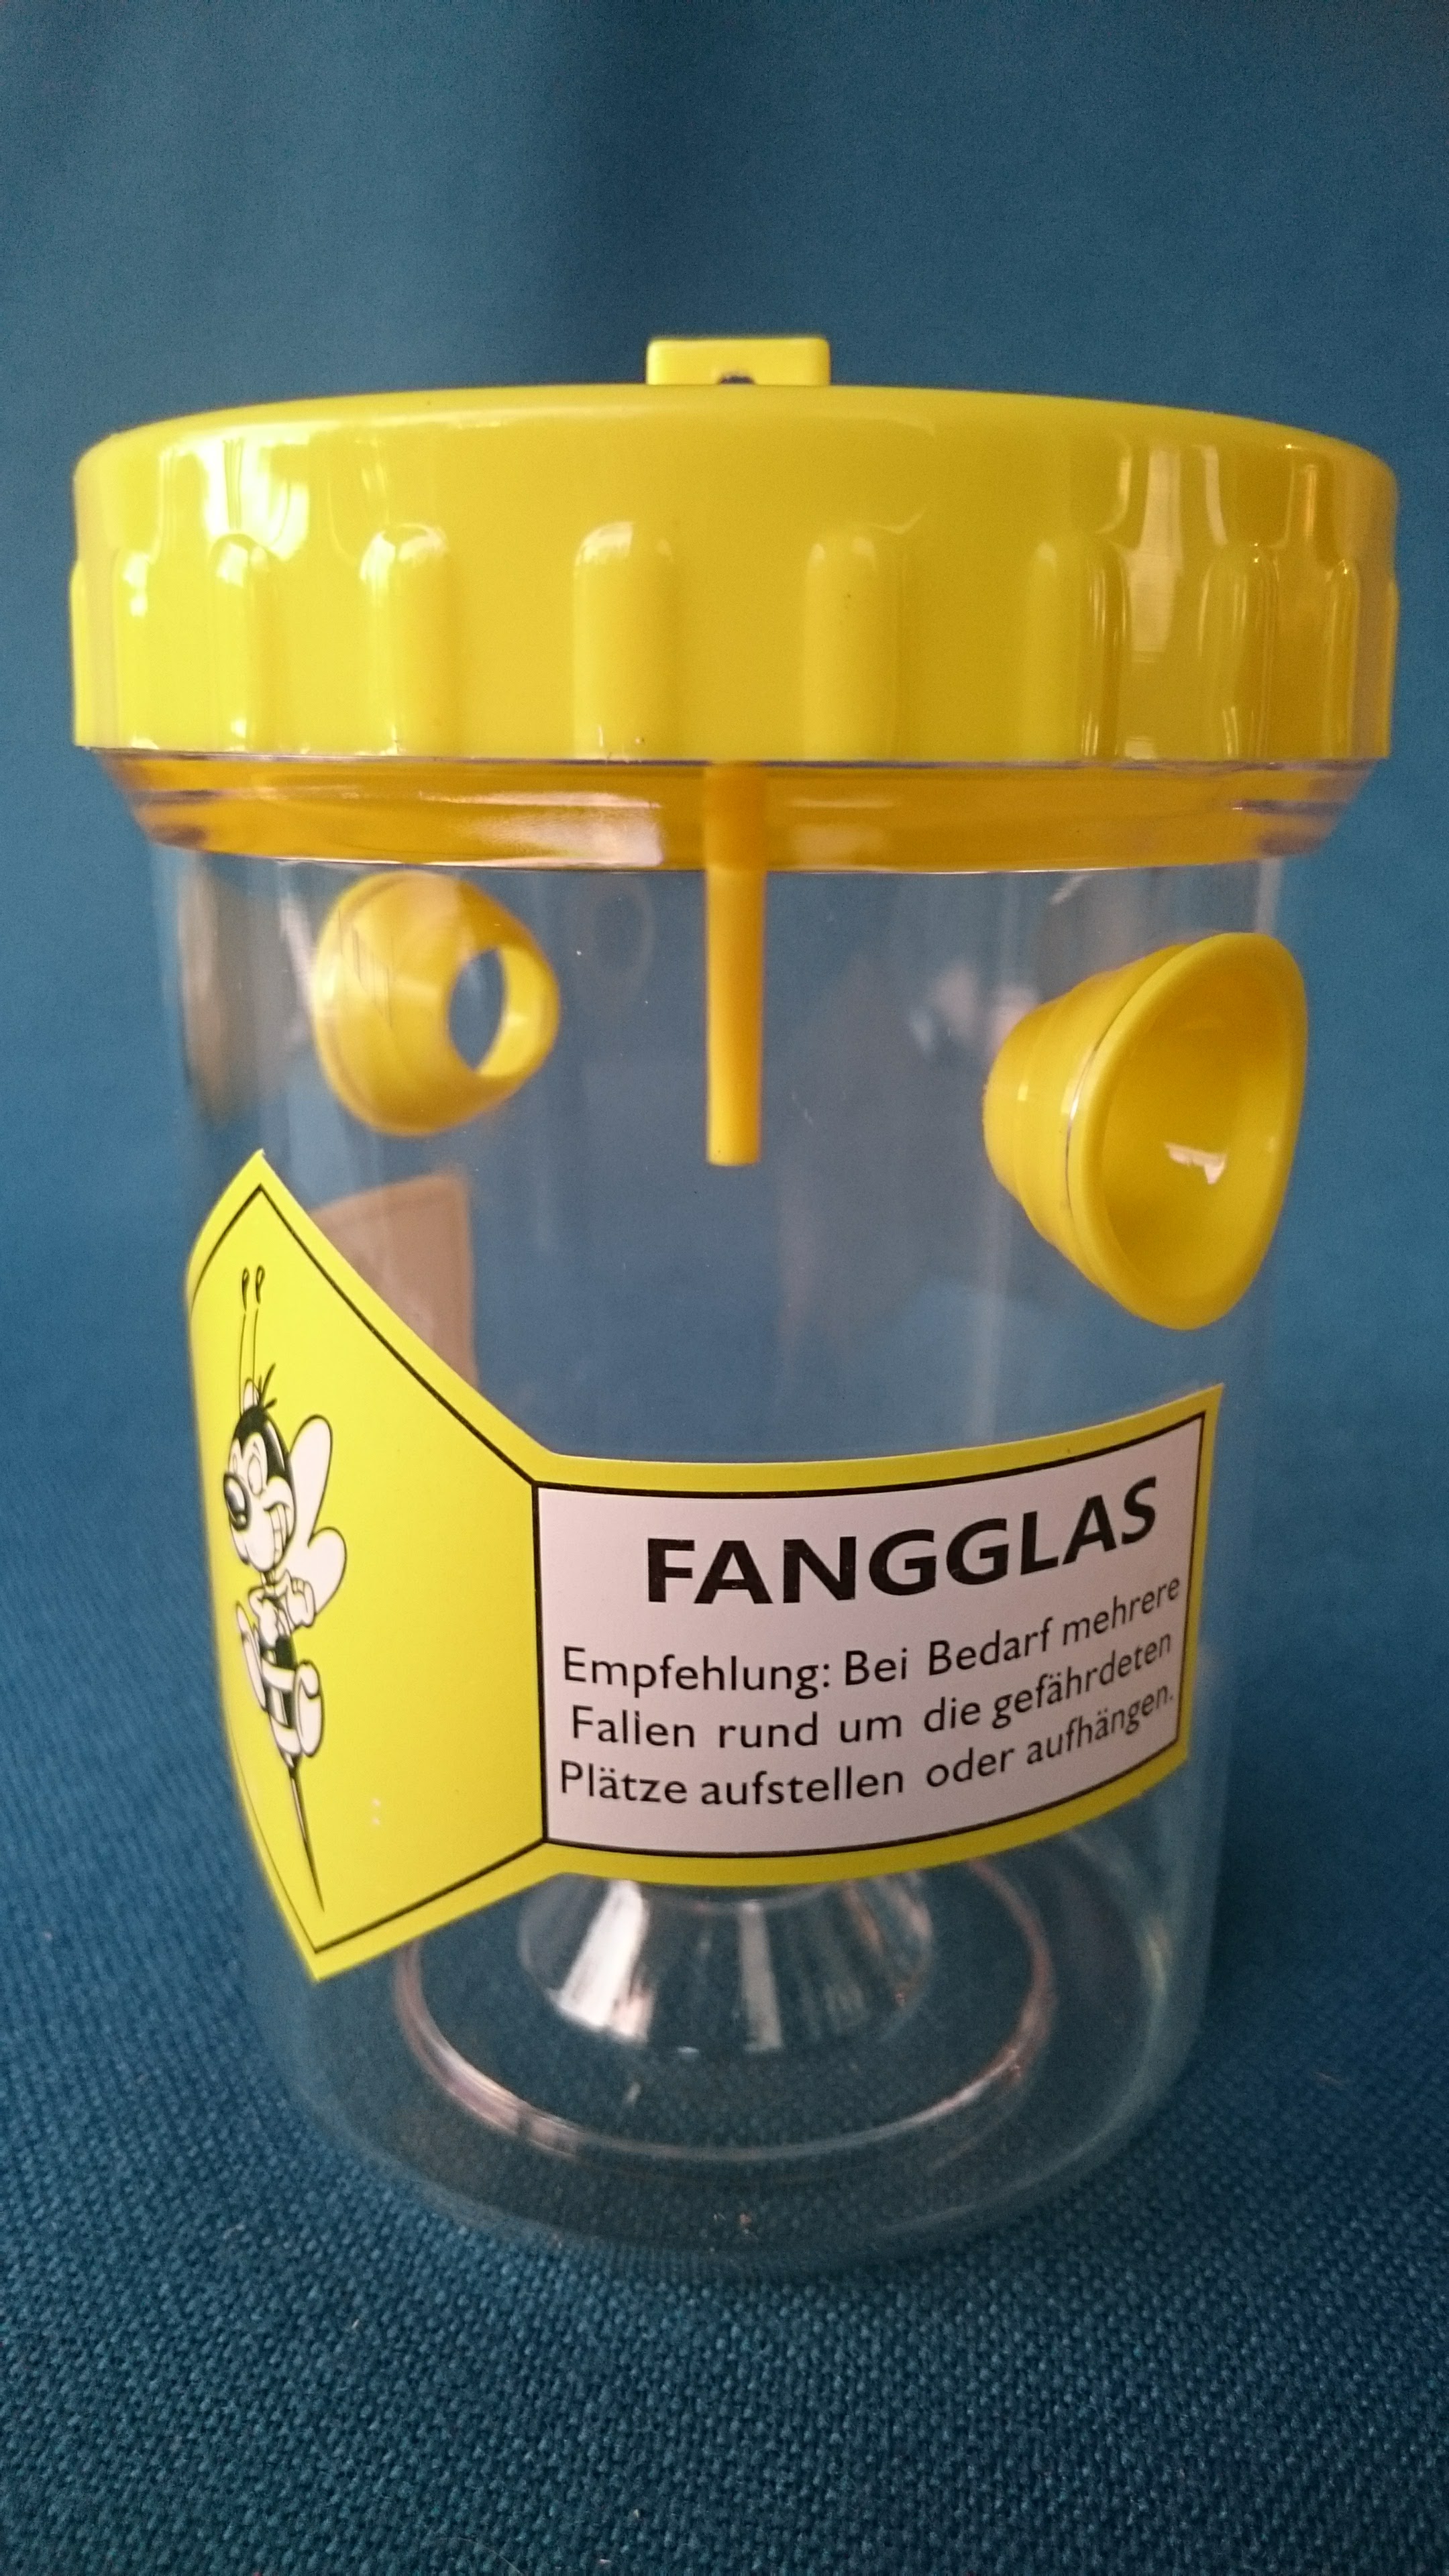 FANGGLAS
Empfehlung: Bei Bedarf mehrere
Fallen rund um die gefährdeten
Plätze aufstellen oder aufhängen.